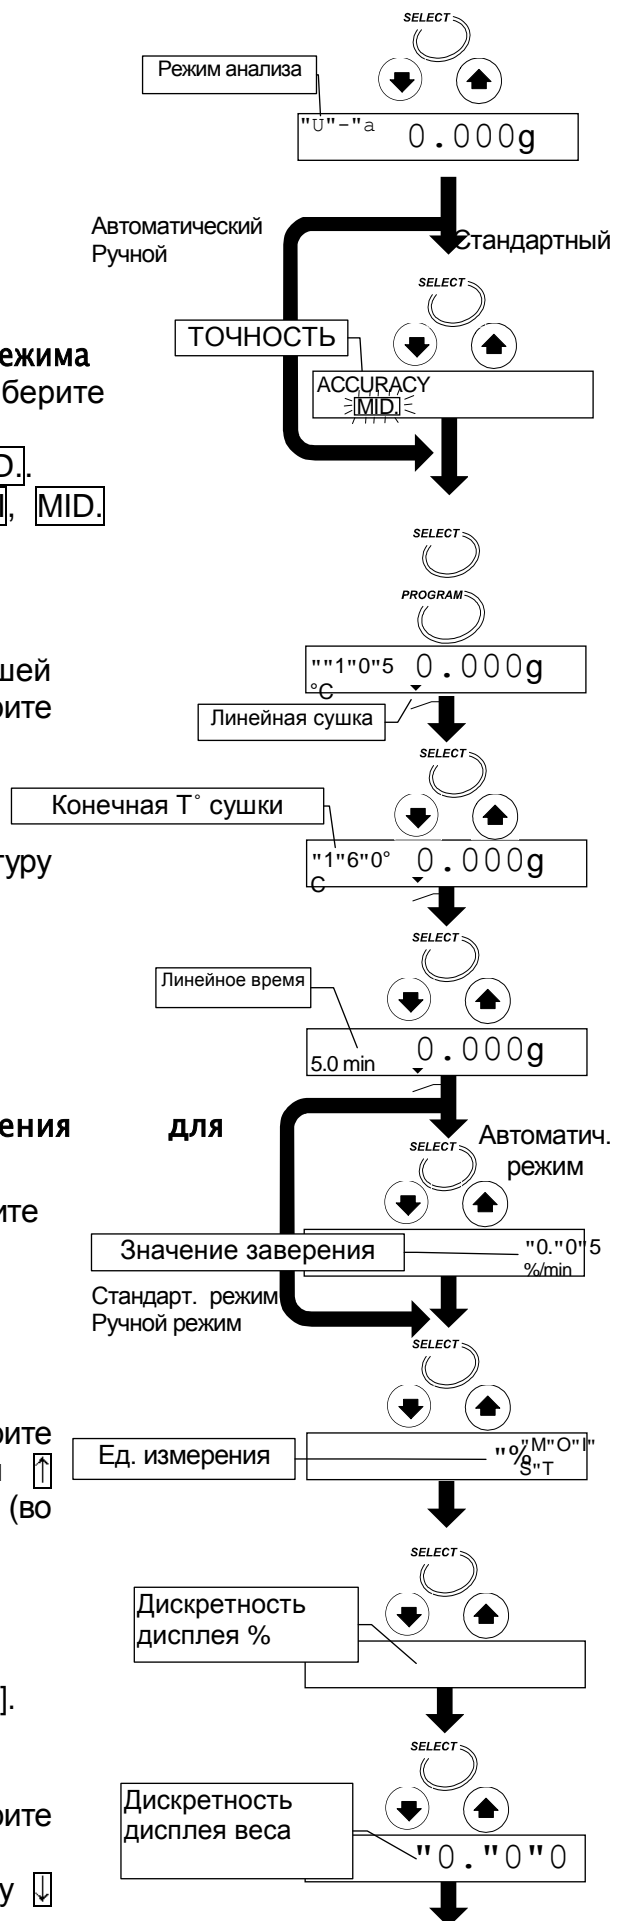 SELECT
Режим анализа
"U"-"a 0.000g
Автоматический
Ручной
Стандартный
SELECT
ТОЧНОСТЬ
ежима
берите
ACCURACY
MID.
D..
, MID.
SELECT
PROGRAM
шей
""1"0"5 0.000g
°C
рите
Линейная сушка
SELECT
Конечная Т˚ сушки
"1"6"0° 0.000g
C
туру
SELECT
Линейное время
5.0 min 0.000g
ения для
SELECT
Автоматич.
режим
ите
Значение заверения
"0."0"5
%/min
Стандарт. режим
Ручной режим
SELECT
рите
Ед. измерения
"%"M"O"I"
S"T
↑
(во
SELECT
Дискретность
дисплея %
].
SELECT
Дискретность
дисплея веса
рите
"0."0"0
у ↓